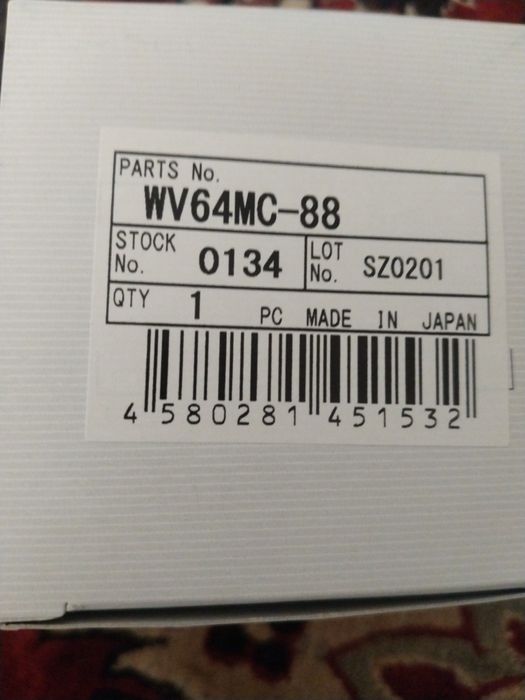 PARTS No.
WV64MC-88
STOCK No. 0134 LOT No. SZ0201
QTY 1 PC MADE IN JAPAN
4 580281 451532